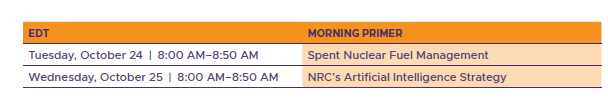 EDT MORNING PRIMER
Tuesday, October 24 | 8:00 AM–8:50 AM Spent Nuclear Fuel Management
Wednesday, October 25 | 8:00 AM–8:50 AM NRC's Artificial Intelligence Strategy